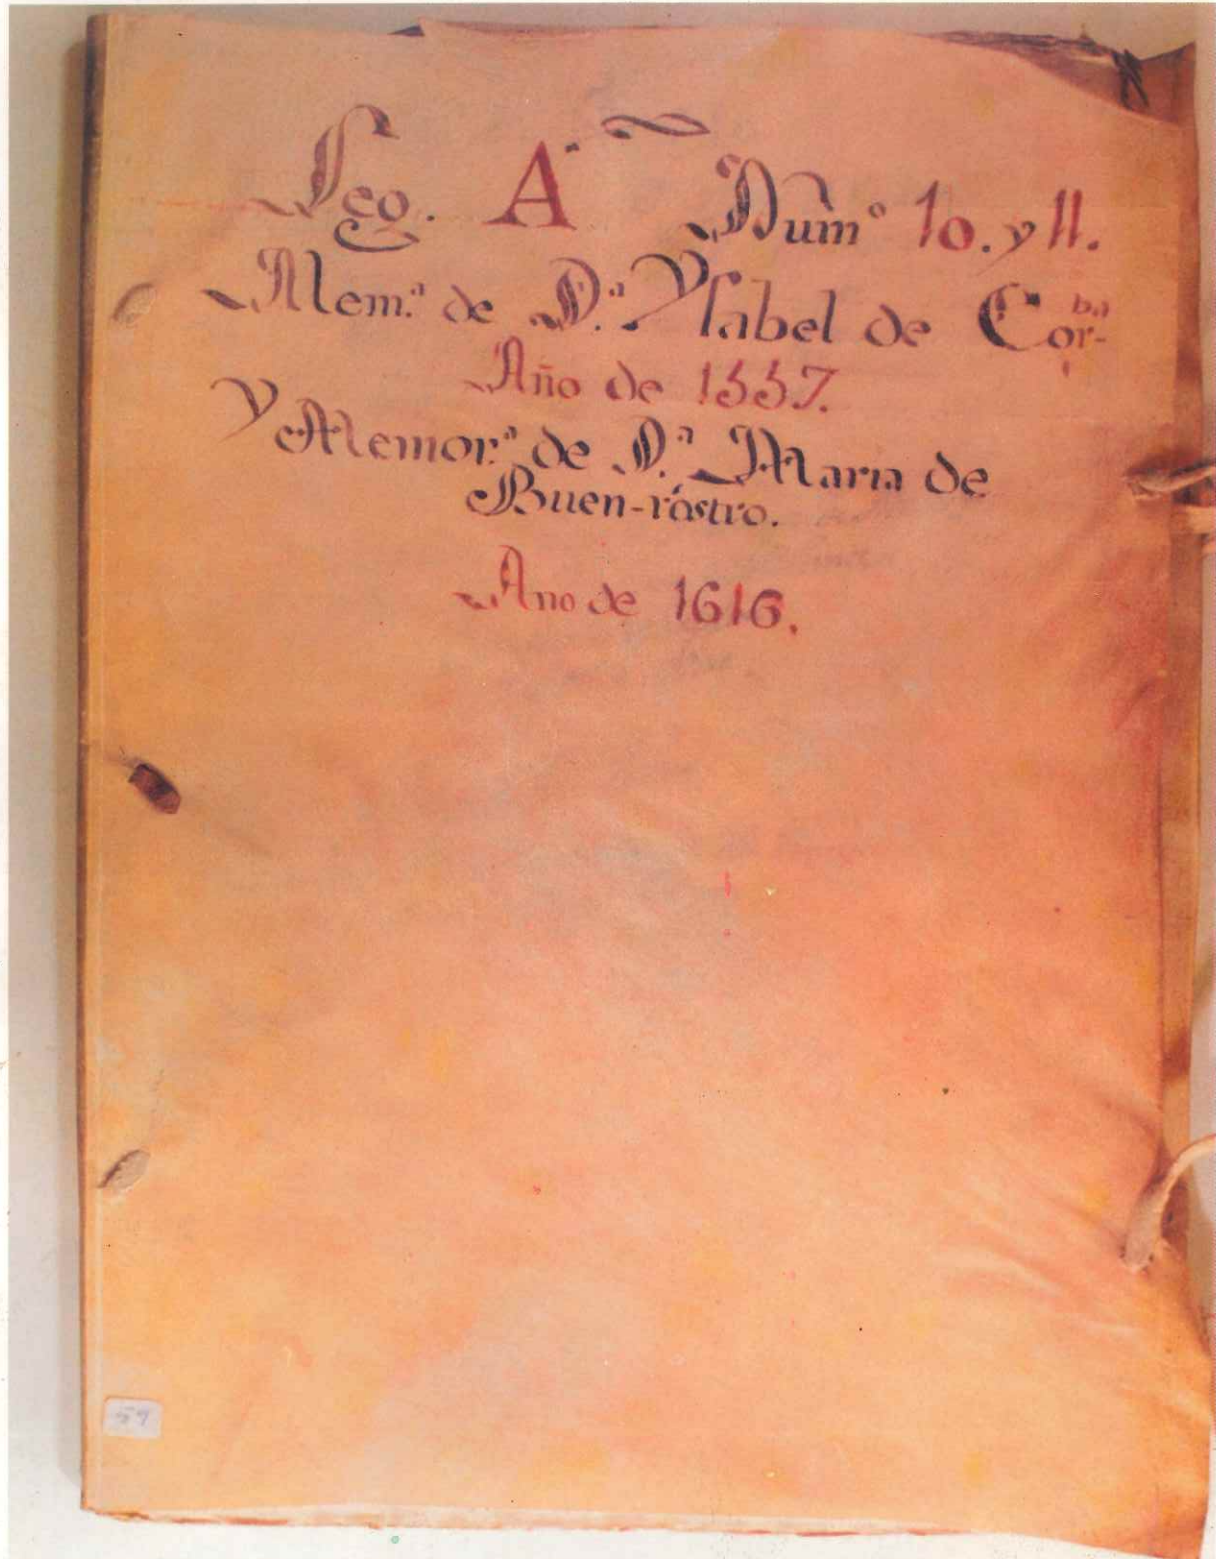 Leg. A Num.º 10. y 11.
Mem.ª de D.ª Ysabel de Cor-ba
Año de 1557.
Y Memor.ª de D.ª Maria de
Buen-rostro.
Año de 1616.